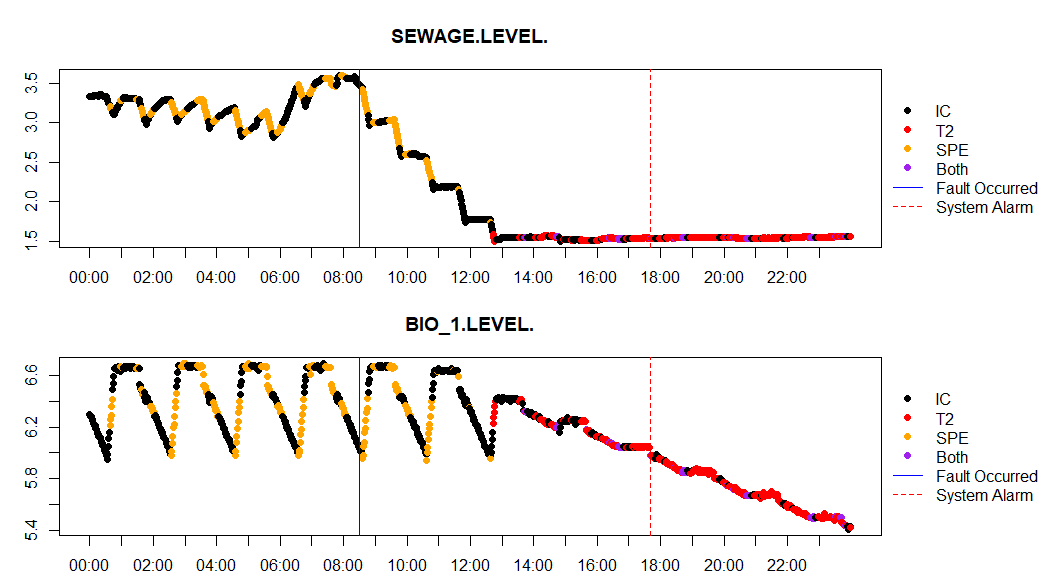 SEWAGE.LEVEL.
3.5
3.0
2.5
2.0
1.5
00:00 02:00 04:00 06:00 08:00 10:00 12:00 14:00 16:00 18:00 20:00 22:00
IC
T2
SPE
Both
Fault Occurred
System Alarm
BIO_1.LEVEL.
6.6
6.2
5.8
5.4
00:00 02:00 04:00 06:00 08:00 10:00 12:00 14:00 16:00 18:00 20:00 22:00
IC
T2
SPE
Both
Fault Occurred
System Alarm